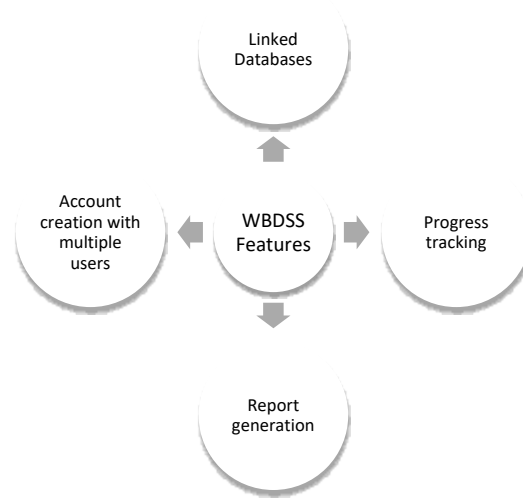 Linked
Databases
Account
creation with
multiple
users
WBDSS
Features
Progress
tracking
Report
generation